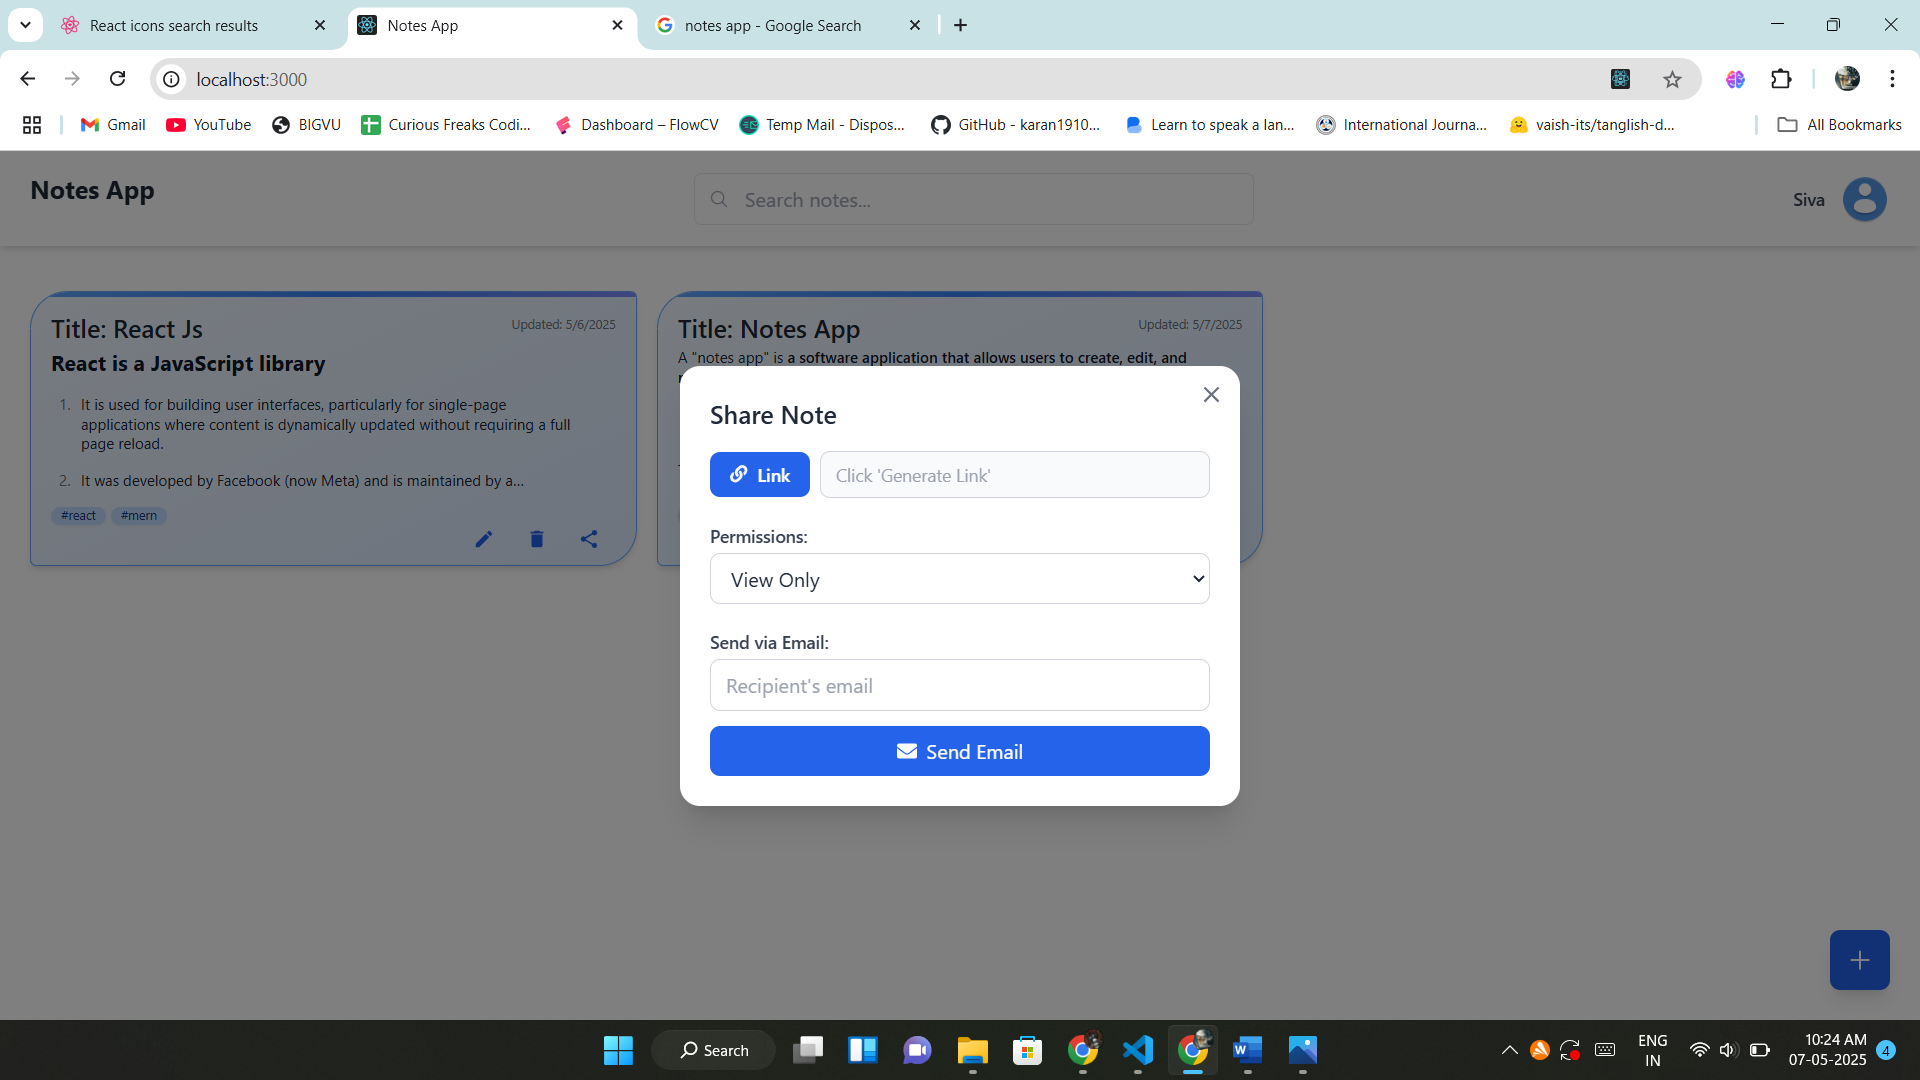 React icons search results
Notes App
notes app - Google Search
localhost:3000
Gmail
YouTube
BIGVU
Curious Freaks Codi...
Dashboard – FlowCV
Temp Mail - Dispos...
GitHub - karan1910...
Learn to speak a lan...
International Journa...
vaish-its/tanglish-d...
All Bookmarks
Notes App
Search notes...
Siva
Title: React Js
Updated: 5/6/2025
React is a JavaScript library
1. It is used for building user interfaces, particularly for single-page
applications where content is dynamically updated without requiring a full
page reload.
2. It was developed by Facebook (now Meta) and is maintained by a...
#react
#mern
Title: Notes App
Updated: 5/7/2025
A "notes app" is a software application that allows users to create, edit, and
Share Note
Link
Click 'Generate Link'
Permissions:
View Only
Send via Email:
Recipient's email
Send Email
Search
ENG
IN
10:24 AM
07-05-2025
4